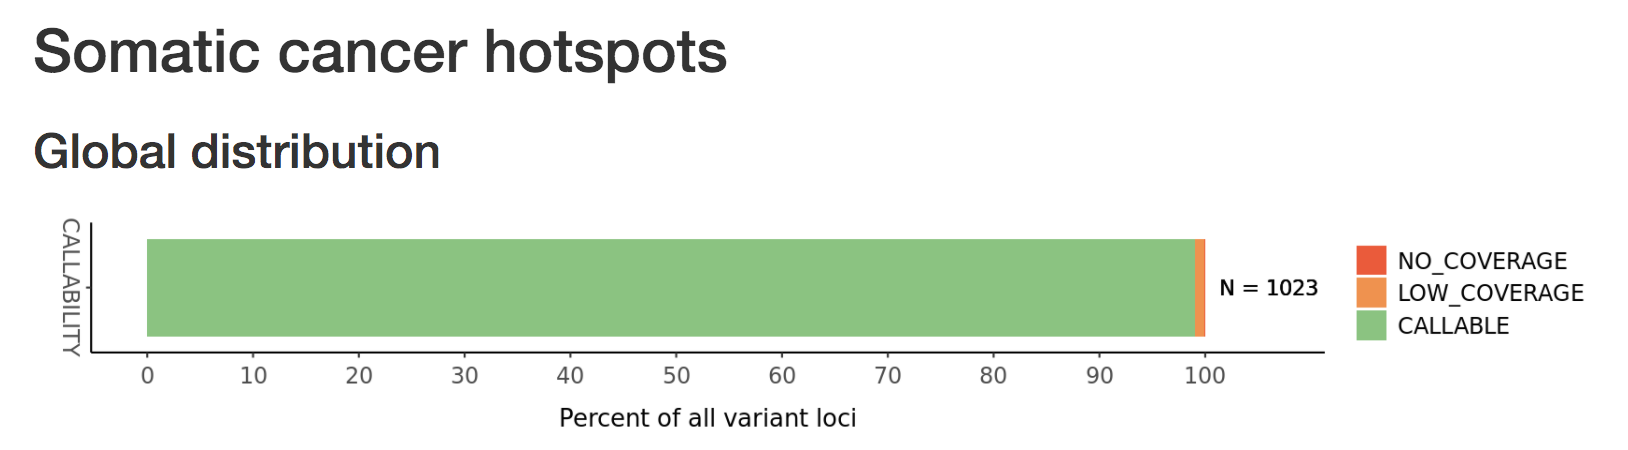 Somatic cancer hotspots
Global distribution
CALLABILITY
N = 1023
NO_COVERAGE
LOW_COVERAGE
CALLABLE
0 10 20 30 40 50 60 70 80 90 100
Percent of all variant loci